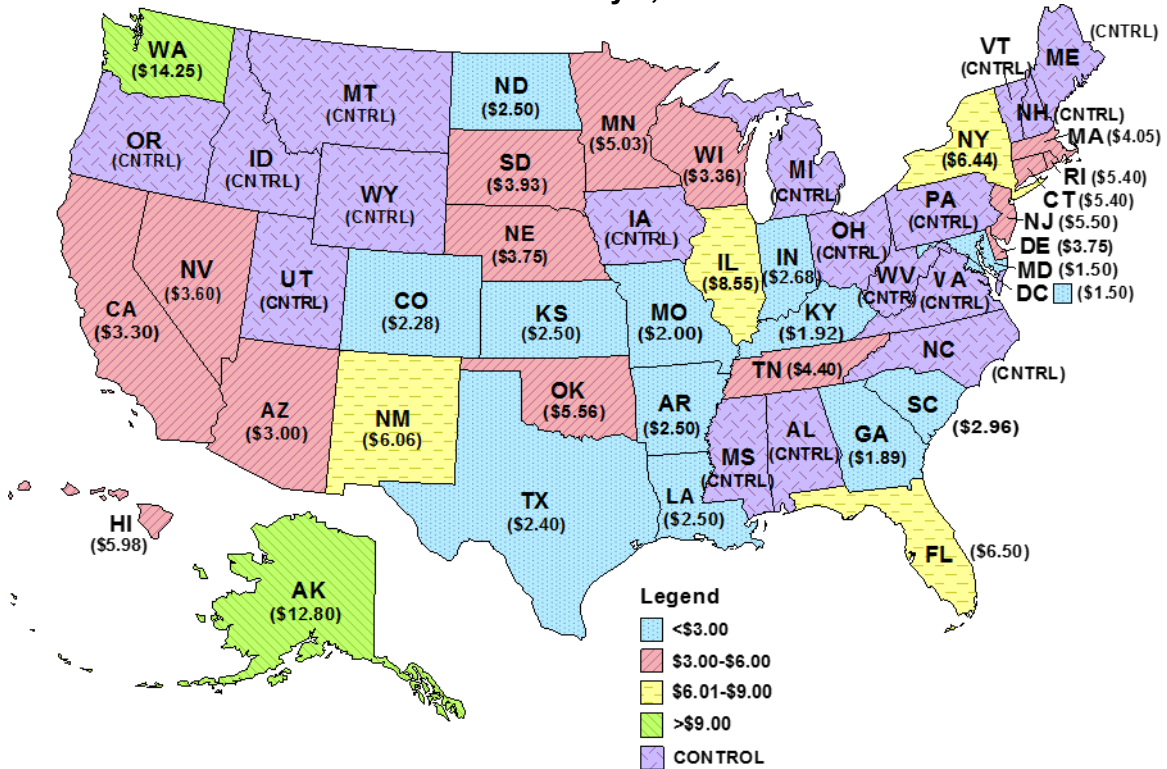 WA
($14.25)
MT
(CNTRL)
ND
($2.50)
MN
($5.03)
VT
(CNTRL)
ME
(CNTRL)
NH
(CNTRL)
OR
(CNTRL)
ID
(CNTRL)
WY
(CNTRL)
SD
($3.93)
WI
($3.36)
MI
(CNTRL)
NY
($6.44)
MA ($4.05)
RI ($5.40)
CT ($5.40)
NJ ($5.50)
DE ($3.75)
MD ($1.50)
DC ($1.50)
PA
(CNTRL)
NE
($3.75)
IA
(CNTRL)
IL
($8.55)
IN
($2.68)
OH
(CNTRL)
WV
(CNTR)
VA
(CNTRL)
NV
($3.60)
UT
(CNTRL)
CA
($3.30)
CO
($2.28)
KS
($2.50)
MO
($2.00)
KY
($1.92)
NC
(CNTRL)
TN ($4.40)
AZ
($3.00)
NM
($6.06)
OK
($5.56)
AR
($2.50)
SC
($2.96)
MS
(CNTRL)
AL
(CNTRL)
GA
($1.89)
TX
($2.40)
LA
($2.50)
FL
($6.50)
HI
($5.98)
AK
($12.80)
Legend
<$3.00
$3.00-$6.00
$6.01-$9.00
>$9.00
CONTROL